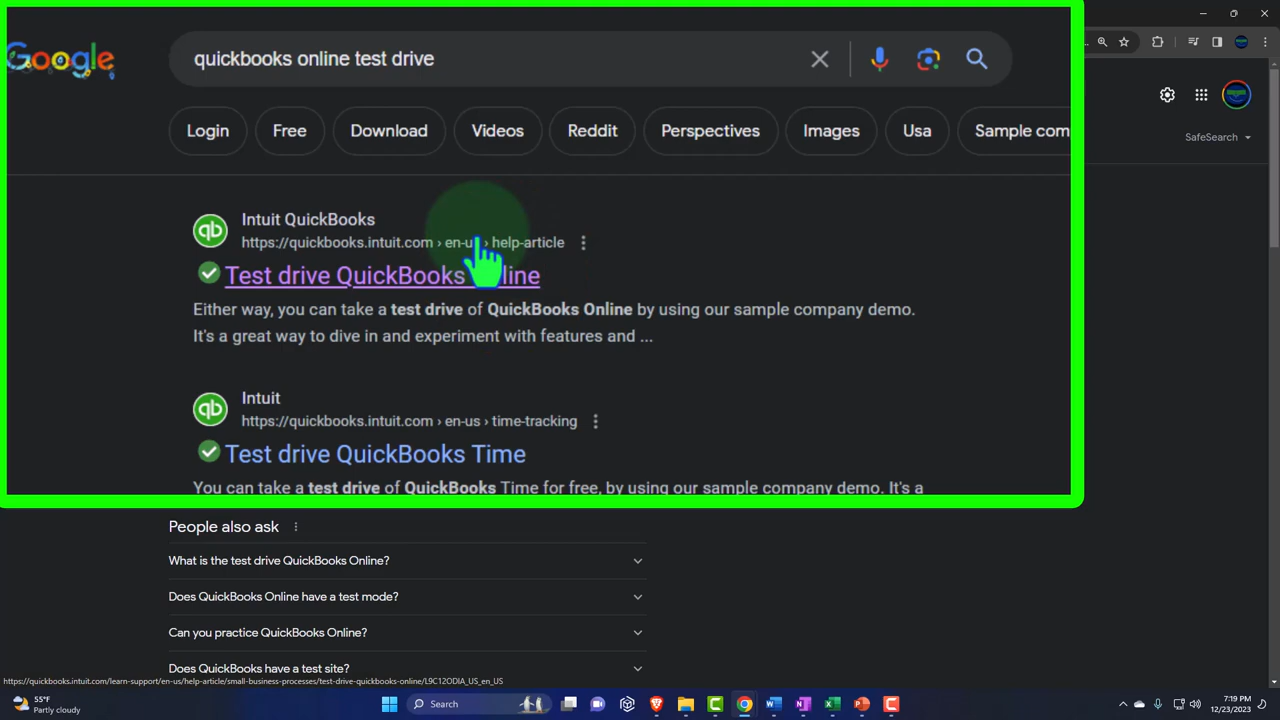 Google
quickbooks online test drive
Login
Free
Download
Videos
Reddit
Perspectives
Images
Usa
Sample com
SafeSearch
Intuit QuickBooks
https://quickbooks.intuit.com › en-us › help-article
Test drive QuickBooks Online
Either way, you can take a test drive of QuickBooks Online by using our sample company demo.
It's a great way to dive in and experiment with features and ...
Intuit
https://quickbooks.intuit.com › en-us › time-tracking
Test drive QuickBooks Time
You can take a test drive of QuickBooks Time for free, by using our sample company demo. It's a
People also ask
What is the test drive QuickBooks Online?
Does QuickBooks Online have a test mode?
Can you practice QuickBooks Online?
Does QuickBooks have a test site?
https://quickbooks.intuit.com/learn-support/en-us/help-article/small-business-processes/test-drive-quickbooks-online/L9C12ODIA_US_en_US
55°F
Partly cloudy
Search
7:19 PM
12/23/2023